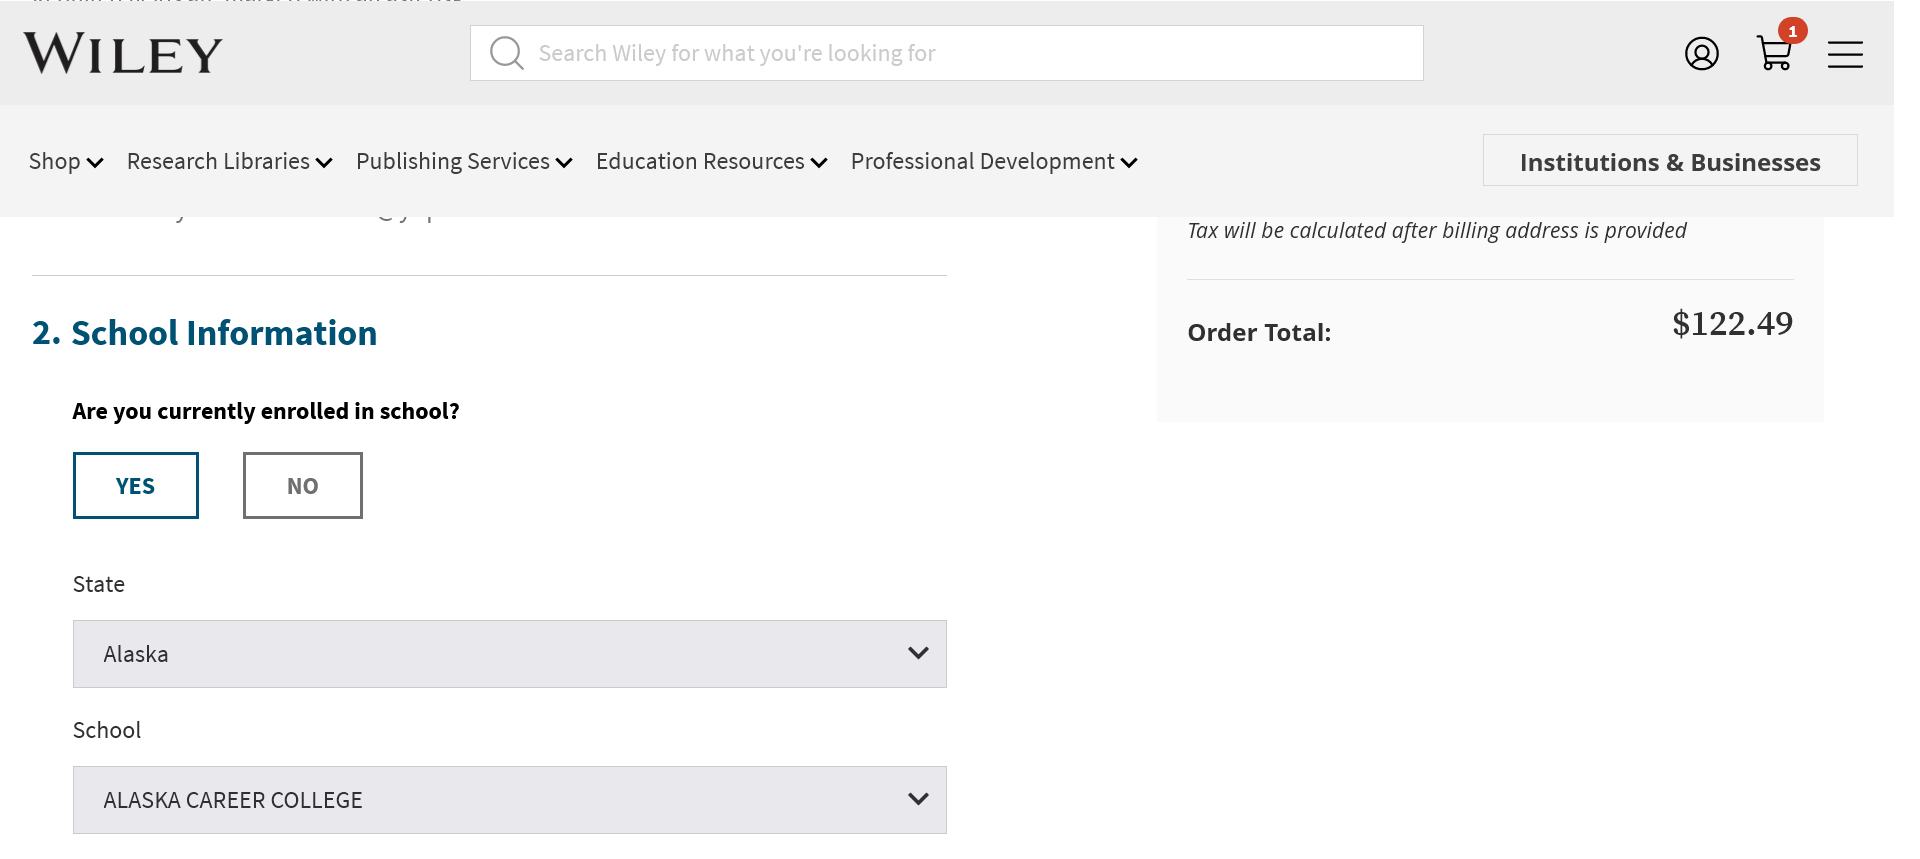 WILEY
Search Wiley for what you're looking for
1
Shop Research Libraries Publishing Services Education Resources Professional Development Institutions & Businesses
Tax will be calculated after billing address is provided
Order Total: $122.49
2. School Information
Are you currently enrolled in school?
YES NO
State
Alaska
School
ALASKA CAREER COLLEGE